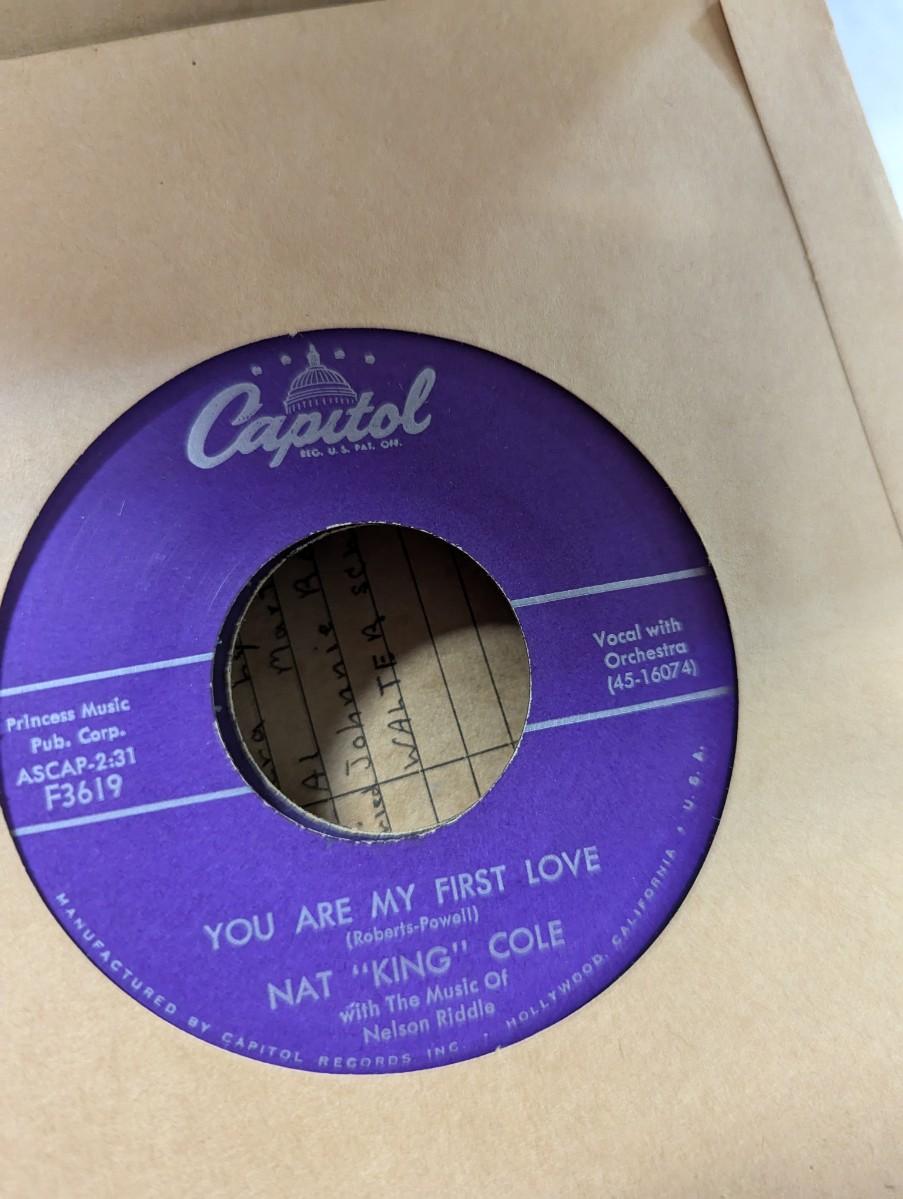 Capitol
REG. U. S. PAT. OFF.
Vocal with
Orchestra
(45-16074)
Princess Music
Pub. Corp.
ASCAP-2:31
F3619
by
AL
Johnnie
WALTER
YOU ARE MY FIRST LOVE
(Roberts-Powell)
NAT "KING" COLE
with The Music Of
Nelson Riddle
MANUFACTURED BY CAPITOL RECORDS INC. • HOLLYWOOD, CALIFORNIA • U. S. A.